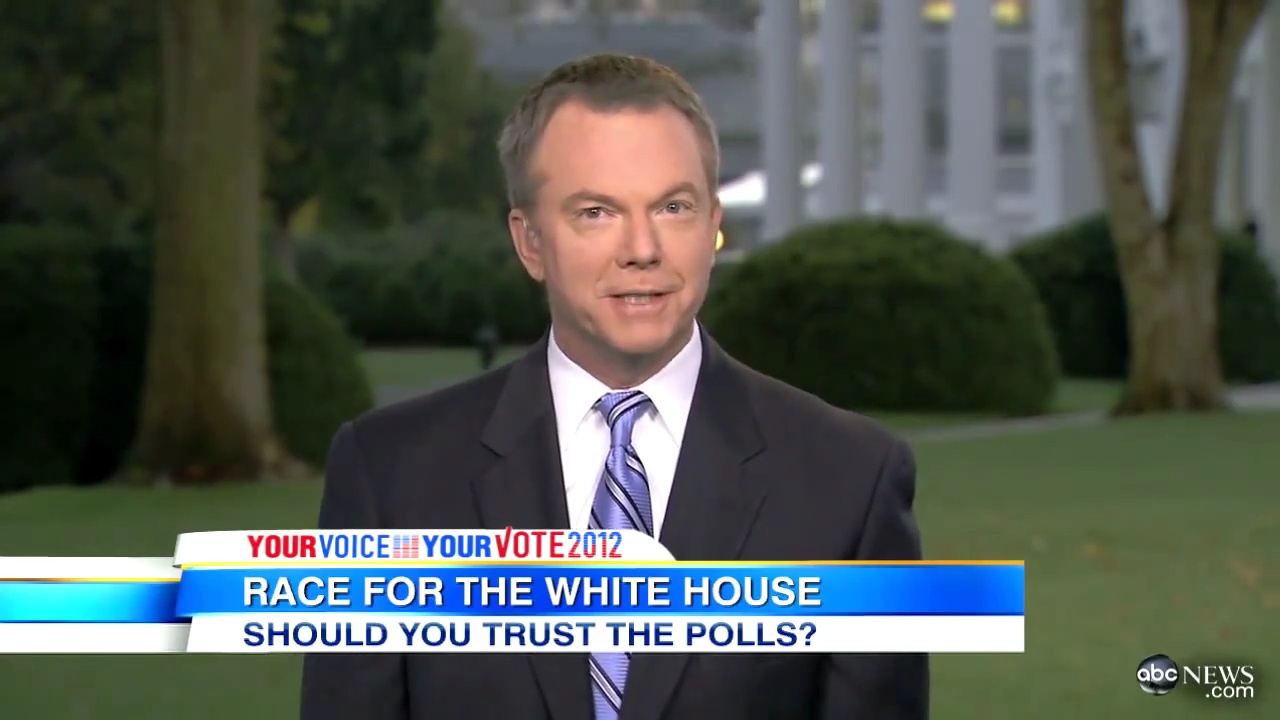 YOUR VOICE YOUR VOTE 2012
RACE FOR THE WHITE HOUSE
SHOULD YOU TRUST THE POLLS?
abc NEWS
.com